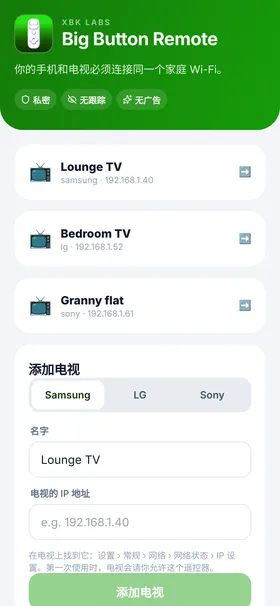 XBK LABS
Big Button Remote
你的手机和电视必须连接同一个家庭 Wi-Fi。
私密
无跟踪
无广告
Lounge TV
samsung · 192.168.1.40
Bedroom TV
lg · 192.168.1.52
Granny flat
sony · 192.168.1.61
添加电视
Samsung
LG
Sony
名字
Lounge TV
电视的 IP 地址
e.g. 192.168.1.40
在电视上找到它：设置 › 常规 › 网络 › 网络状态 › IP 设
置。第一次使用时，电视会请你允许这个遥控器。
添加电视